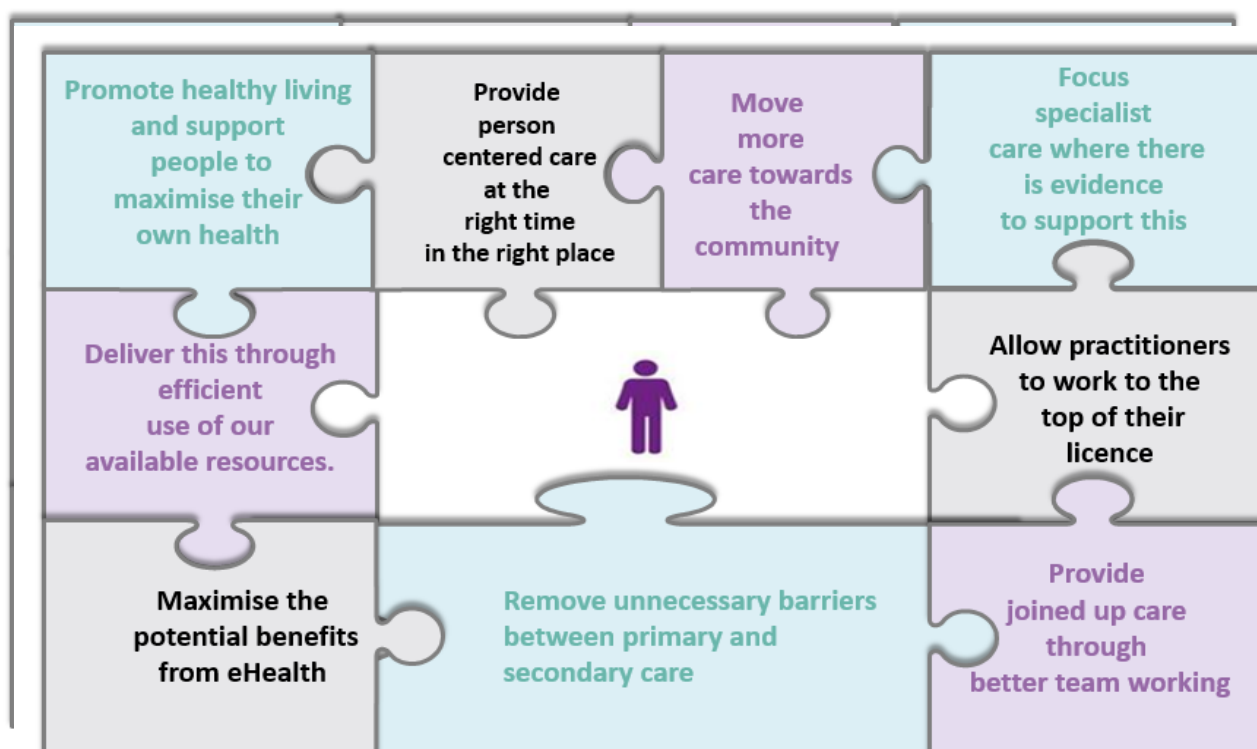 Promote healthy living
and support
people to
maximise their
own health
Provide
person
centered care
at the
right time
in the right place
Move
more
care towards
the
community
Focus
specialist
care where there
is evidence
to support this
Deliver this through
efficient
use of our
available resources.
Allow practitioners
to work to the
top of their
licence
Maximise the
potential benefits
from eHealth
Remove unnecessary barriers
between primary and
secondary care
Provide
joined up care
through
better team working